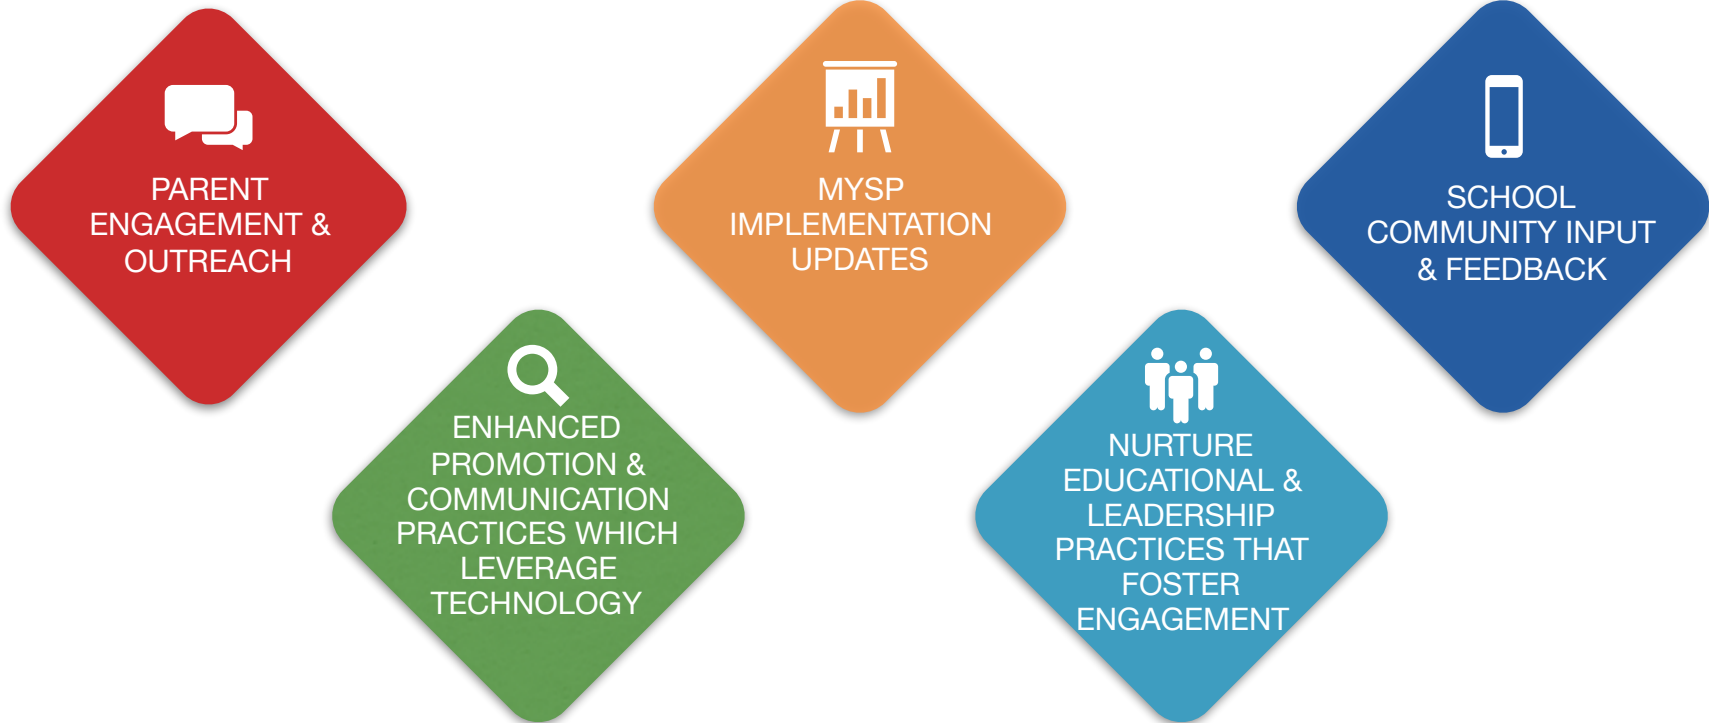 PARENT
ENGAGEMENT &
OUTREACH
ENHANCED
PROMOTION &
COMMUNICATION
PRACTICES WHICH
LEVERAGE
TECHNOLOGY
MYSP
IMPLEMENTATION
UPDATES
NURTURE
EDUCATIONAL &
LEADERSHIP
PRACTICES THAT
FOSTER
ENGAGEMENT
SCHOOL
COMMUNITY INPUT
& FEEDBACK